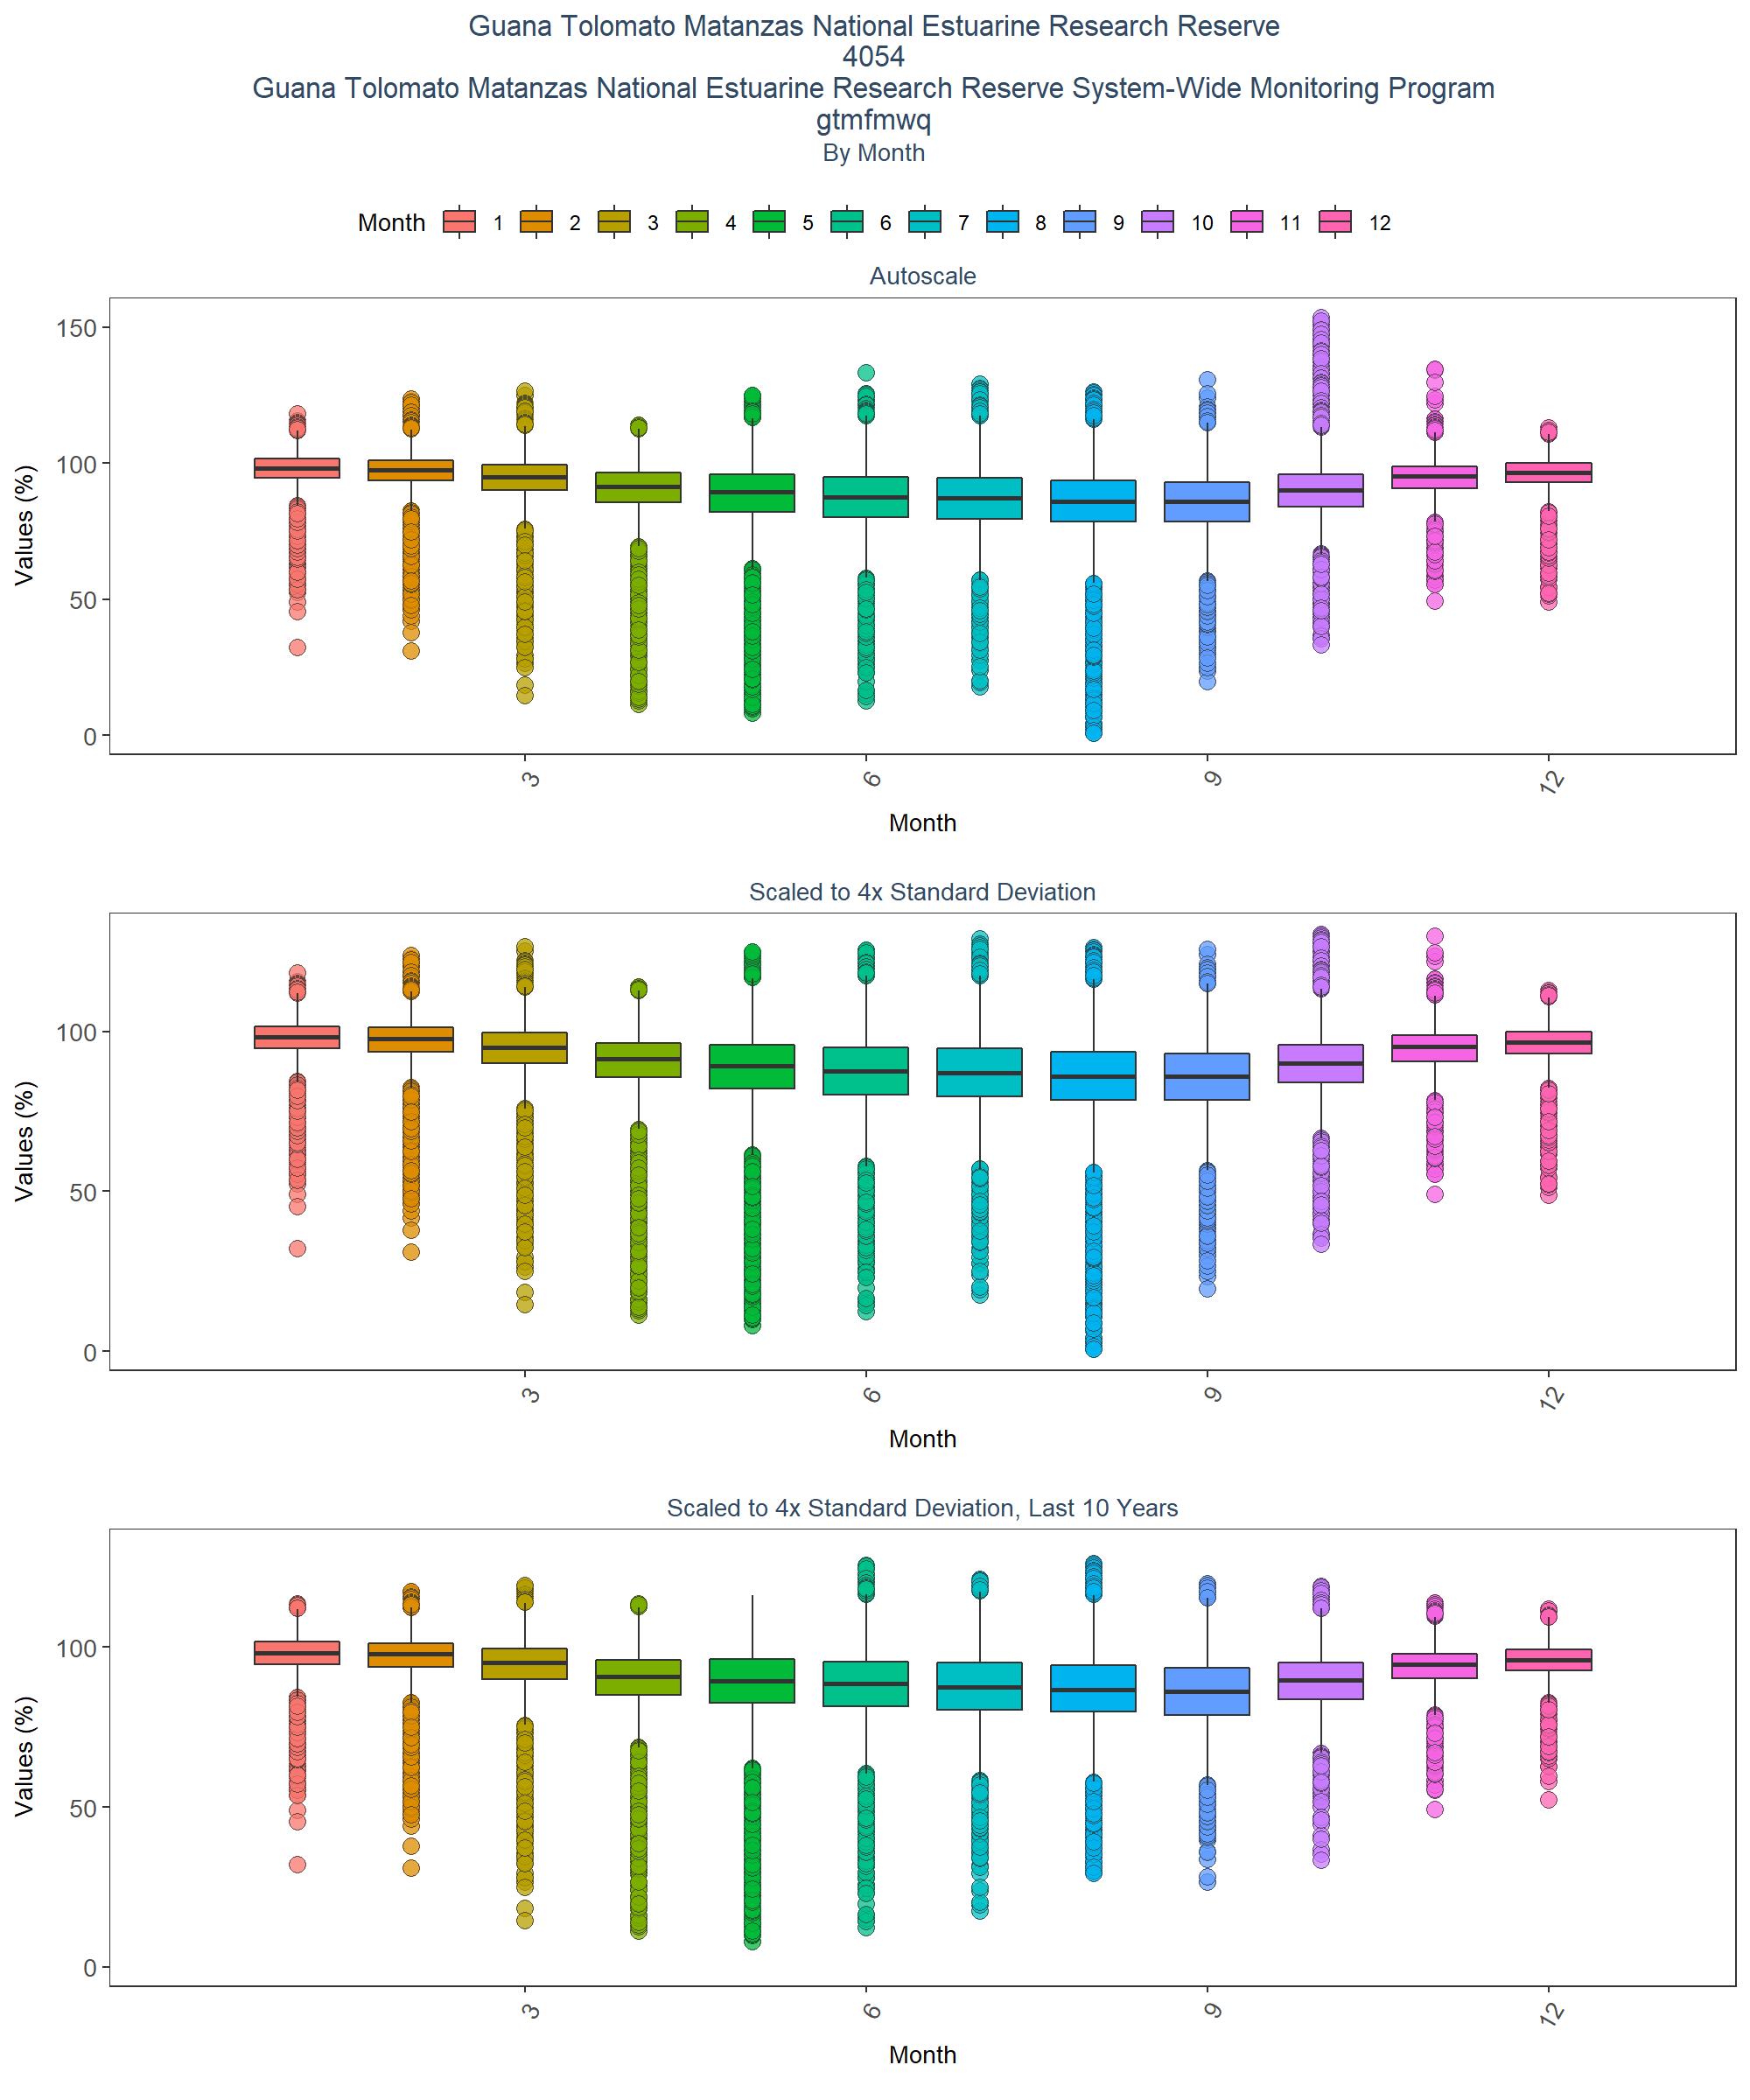 Guana Tolomato Matanzas National Estuarine Research Reserve
4054
Guana Tolomato Matanzas National Estuarine Research Reserve System-Wide Monitoring Program
gtmfmwq
By Month
Month 1 2 3 4 5 6 7 8 9 10 11 12
Autoscale
Values (%)
150
100
50
0
3 6 9 12
Month
Scaled to 4x Standard Deviation
Values (%)
100
50
0
3 6 9 12
Month
Scaled to 4x Standard Deviation, Last 10 Years
Values (%)
100
50
0
3 6 9 12
Month